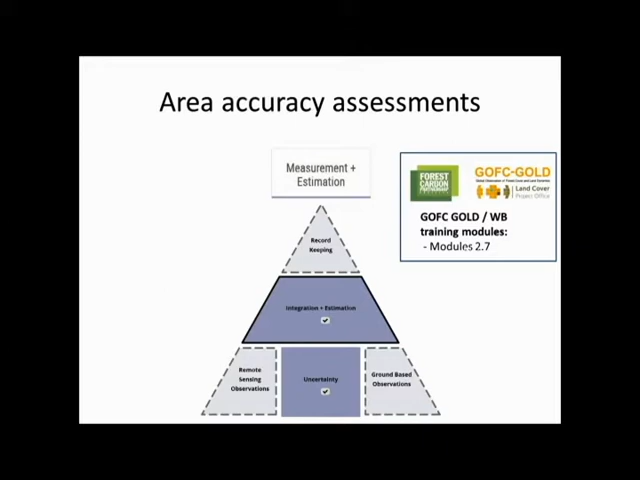 Area accuracy assessments
Measurement +
Estimation
FOREST
CARBON
PARTNERSHIP
GOFC-GOLD
Land Cover
Project Office
GOFC GOLD / WB
training modules:
- Modules 2.7
Record
Keeping
Integration + Estimation
Remote
Sensing
Observations
Uncertainty
Ground Based
Observations